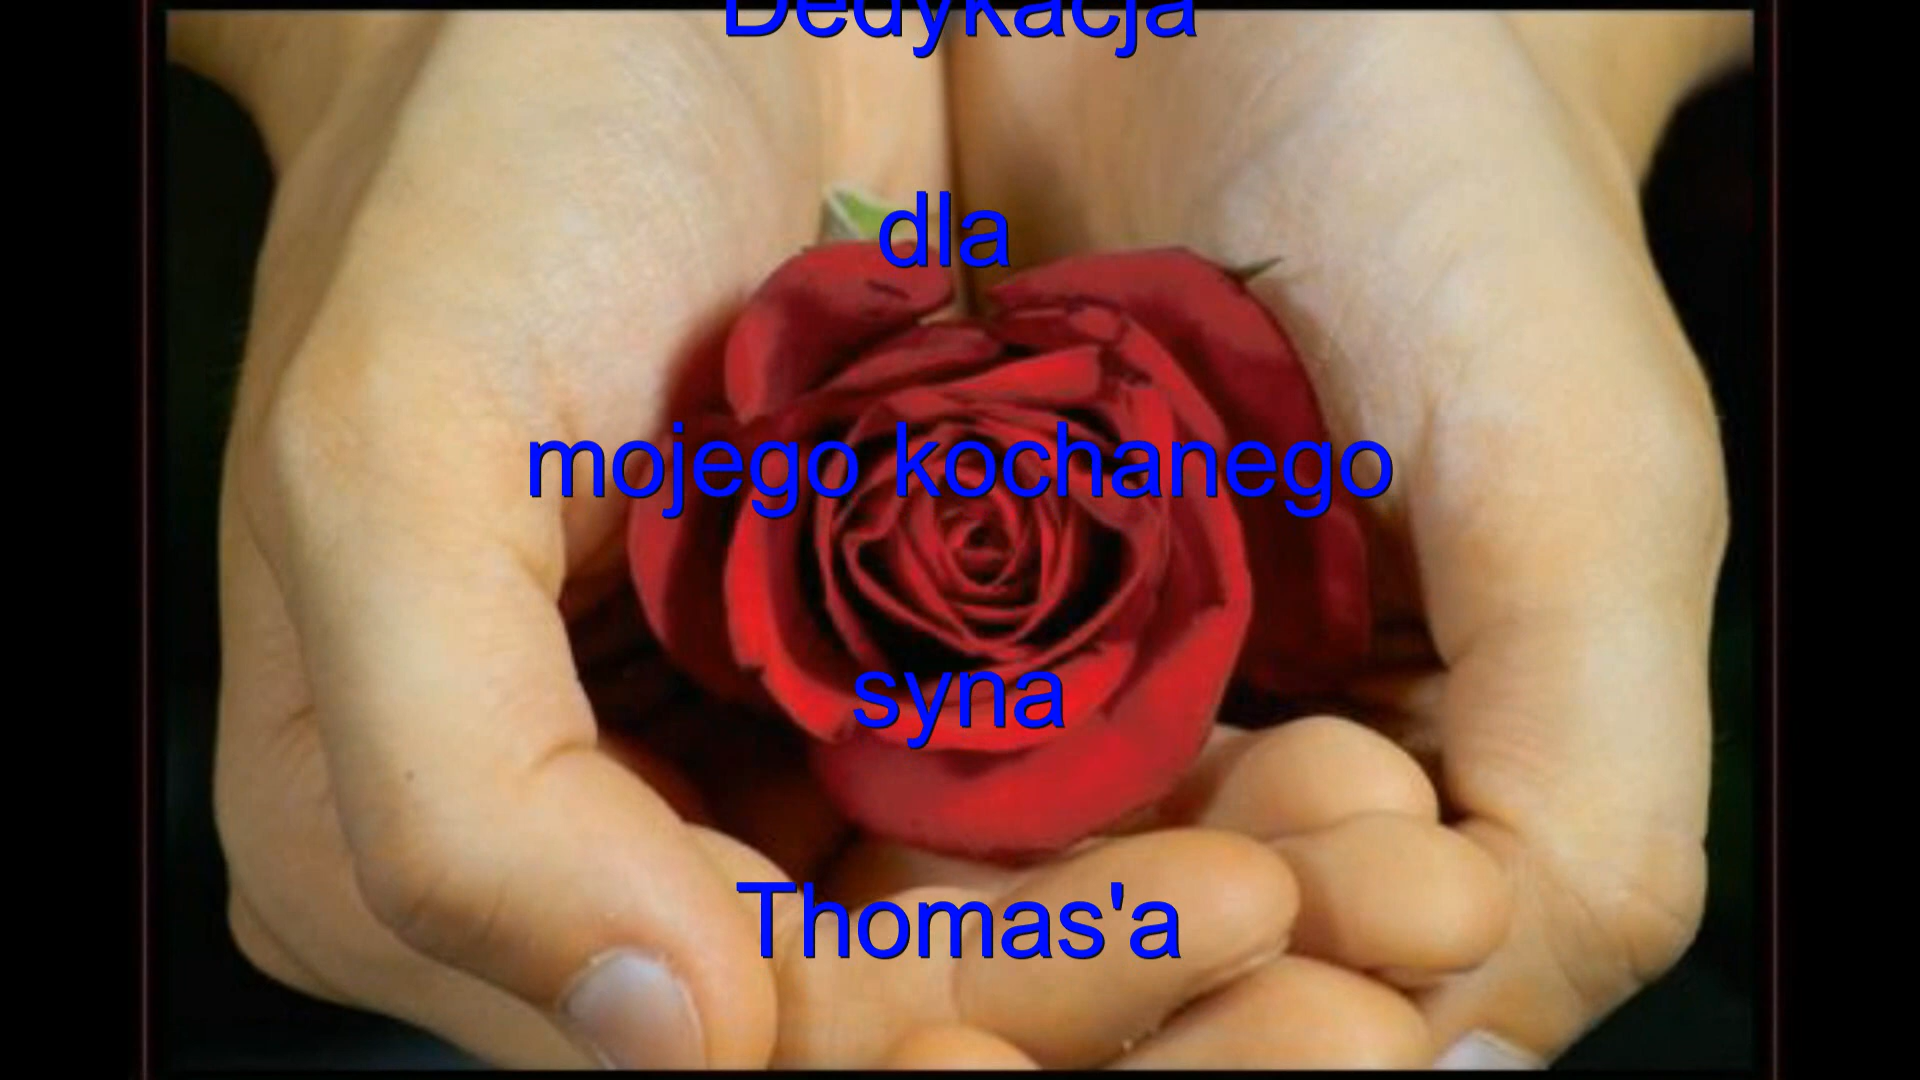 Dedykacja
dla
mojego kochanego
syna
Thomas'a